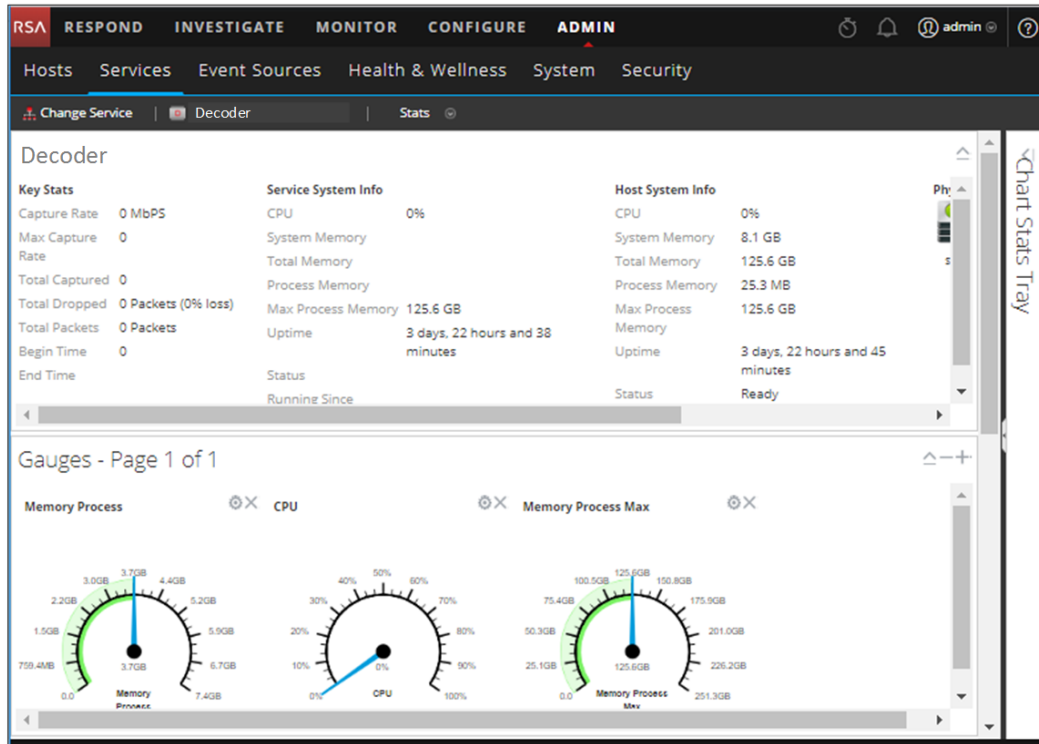 RSA RESPOND INVESTIGATE MONITOR CONFIGURE ADMIN admin ?
Hosts Services Event Sources Health & Wellness System Security
Change Service | Decoder | Stats
Decoder
Key Stats
Capture Rate 0 MbPS
Max Capture Rate 0
Total Captured 0
Total Dropped 0 Packets (0% loss)
Total Packets 0 Packets
Begin Time 0
End Time
Service System Info
CPU 0%
System Memory
Total Memory
Process Memory
Max Process Memory 125.6 GB
Uptime 3 days, 22 hours and 38
minutes
Status
Running Since
Host System Info
CPU 0%
System Memory 8.1 GB
Total Memory 125.6 GB
Process Memory 25.3 MB
Max Process Memory 125.6 GB
Uptime 3 days, 22 hours and 45
minutes
Status Ready
Chart Stats Tray
Gauges - Page 1 of 1
Memory Process
0.0
759.4MB
1.5GB
2.2GB
3.0GB
3.7GB
4.4GB
5.2GB
5.9GB
6.7GB
7.4GB
3.7GB
Memory
Process
CPU
0%
10%
20%
30%
40%
50%
60%
70%
80%
90%
100%
0%
CPU
Memory Process Max
0.0
25.1GB
50.3GB
75.4GB
100.5GB
125.6GB
150.8GB
175.9GB
201.0GB
226.2GB
251.3GB
125.6GB
Memory Process
Max